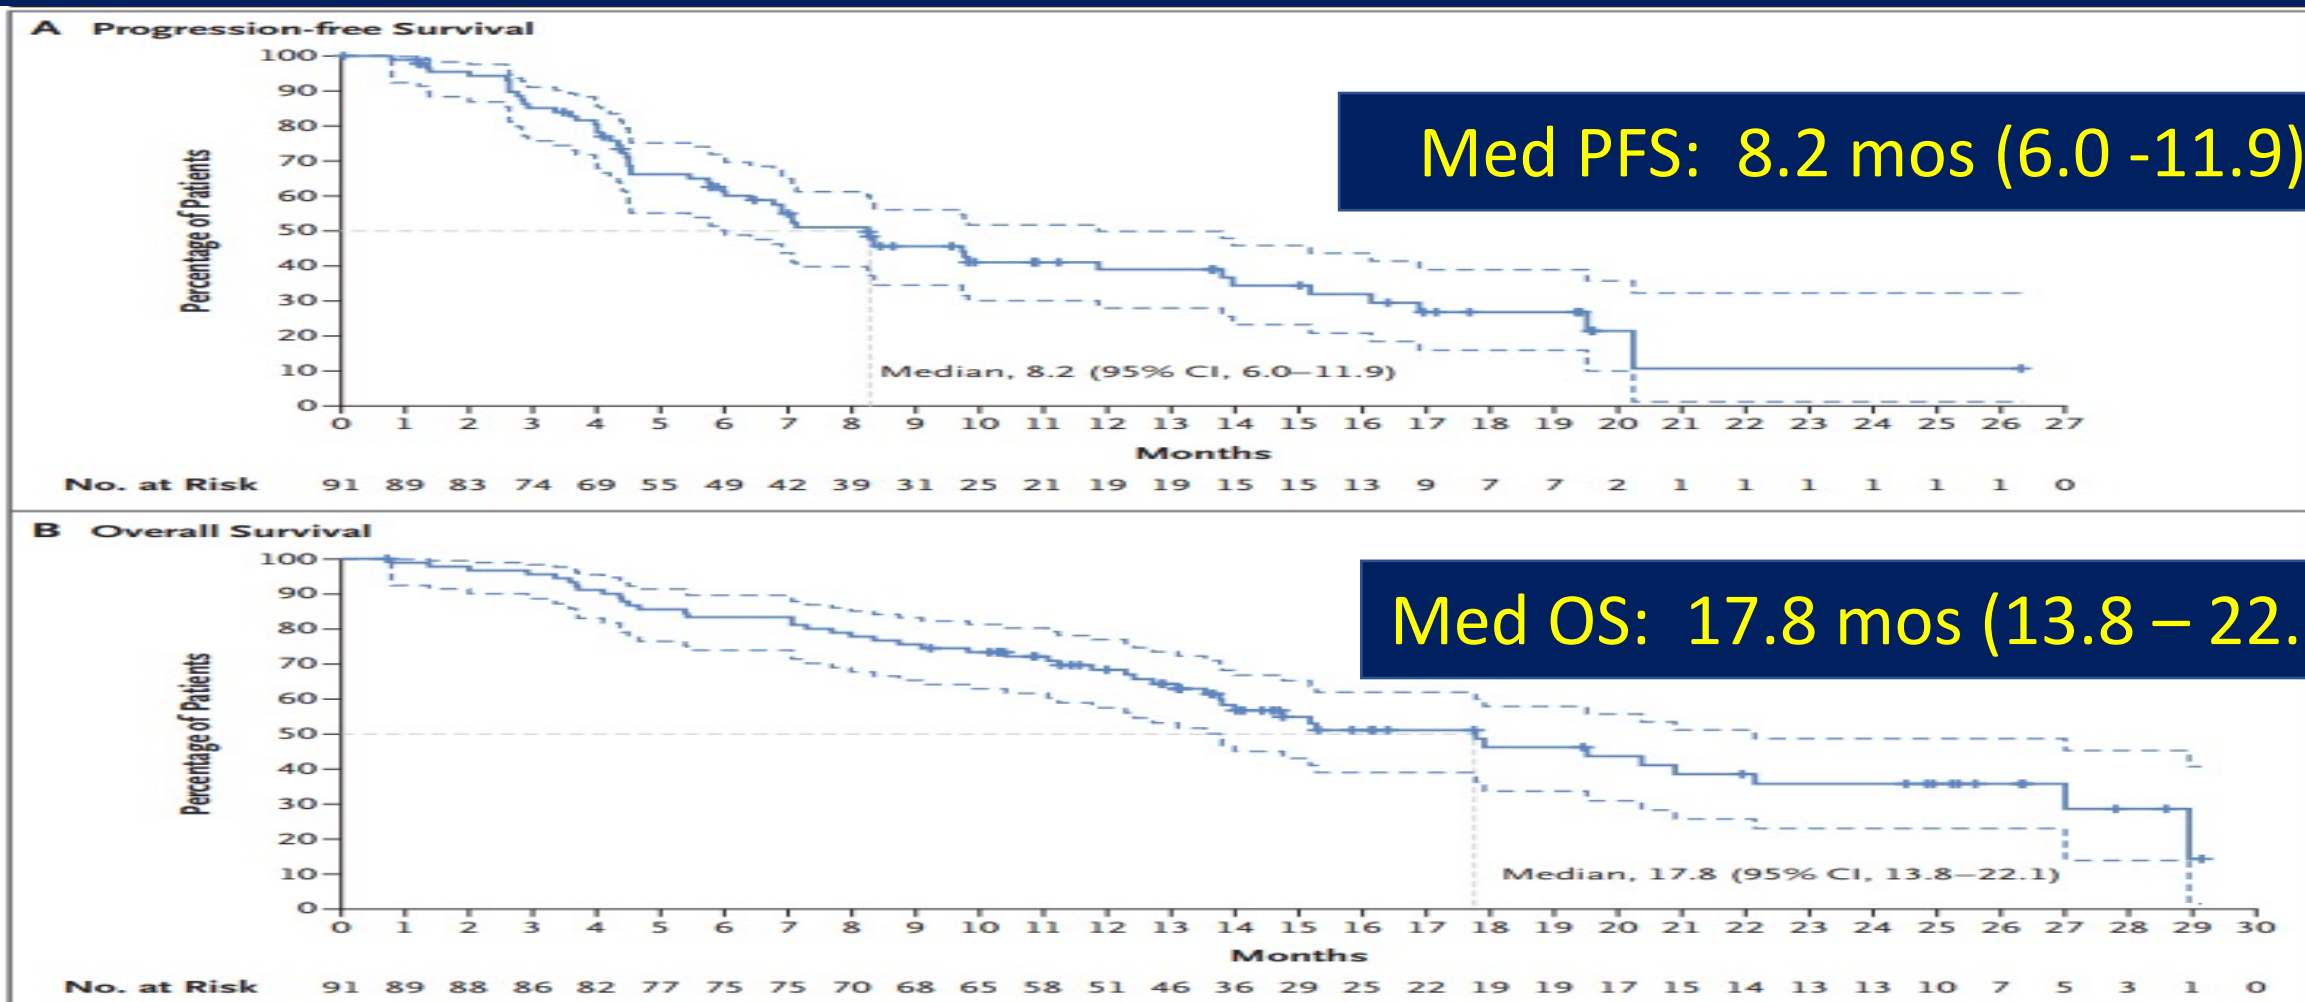 A Progression-free Survival
Percentage of Patients
100
90
80
70
60
50
40
30
20
10
0
Med PFS: 8.2 mos (6.0 -11.9)
Median, 8.2 (95% CI, 6.0–11.9)
0 1 2 3 4 5 6 7 8 9 10 11 12 13 14 15 16 17 18 19 20 21 22 23 24 25 26 27
Months
No. at Risk 91 89 83 74 69 55 49 42 39 31 25 21 19 19 15 15 13 9 7 7 2 1 1 1 1 1 1 0
B Overall Survival
Percentage of Patients
100
90
80
70
60
50
40
30
20
10
0
Med OS: 17.8 mos (13.8 – 22.
Median, 17.8 (95% CI, 13.8–22.1)
0 1 2 3 4 5 6 7 8 9 10 11 12 13 14 15 16 17 18 19 20 21 22 23 24 25 26 27 28 29 30
Months
No. at Risk 91 89 88 86 82 77 75 75 70 68 65 58 51 46 36 29 25 22 19 19 17 15 14 13 13 10 7 5 3 1 0